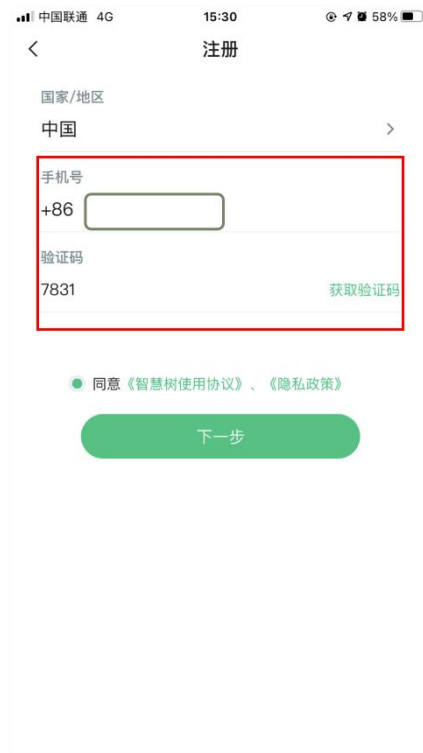 中国联通 4G 15:30 58%
注册
国家/地区
中国
手机号
+86
验证码
7831 获取验证码
同意《智慧树使用协议》、《隐私政策》
下一步